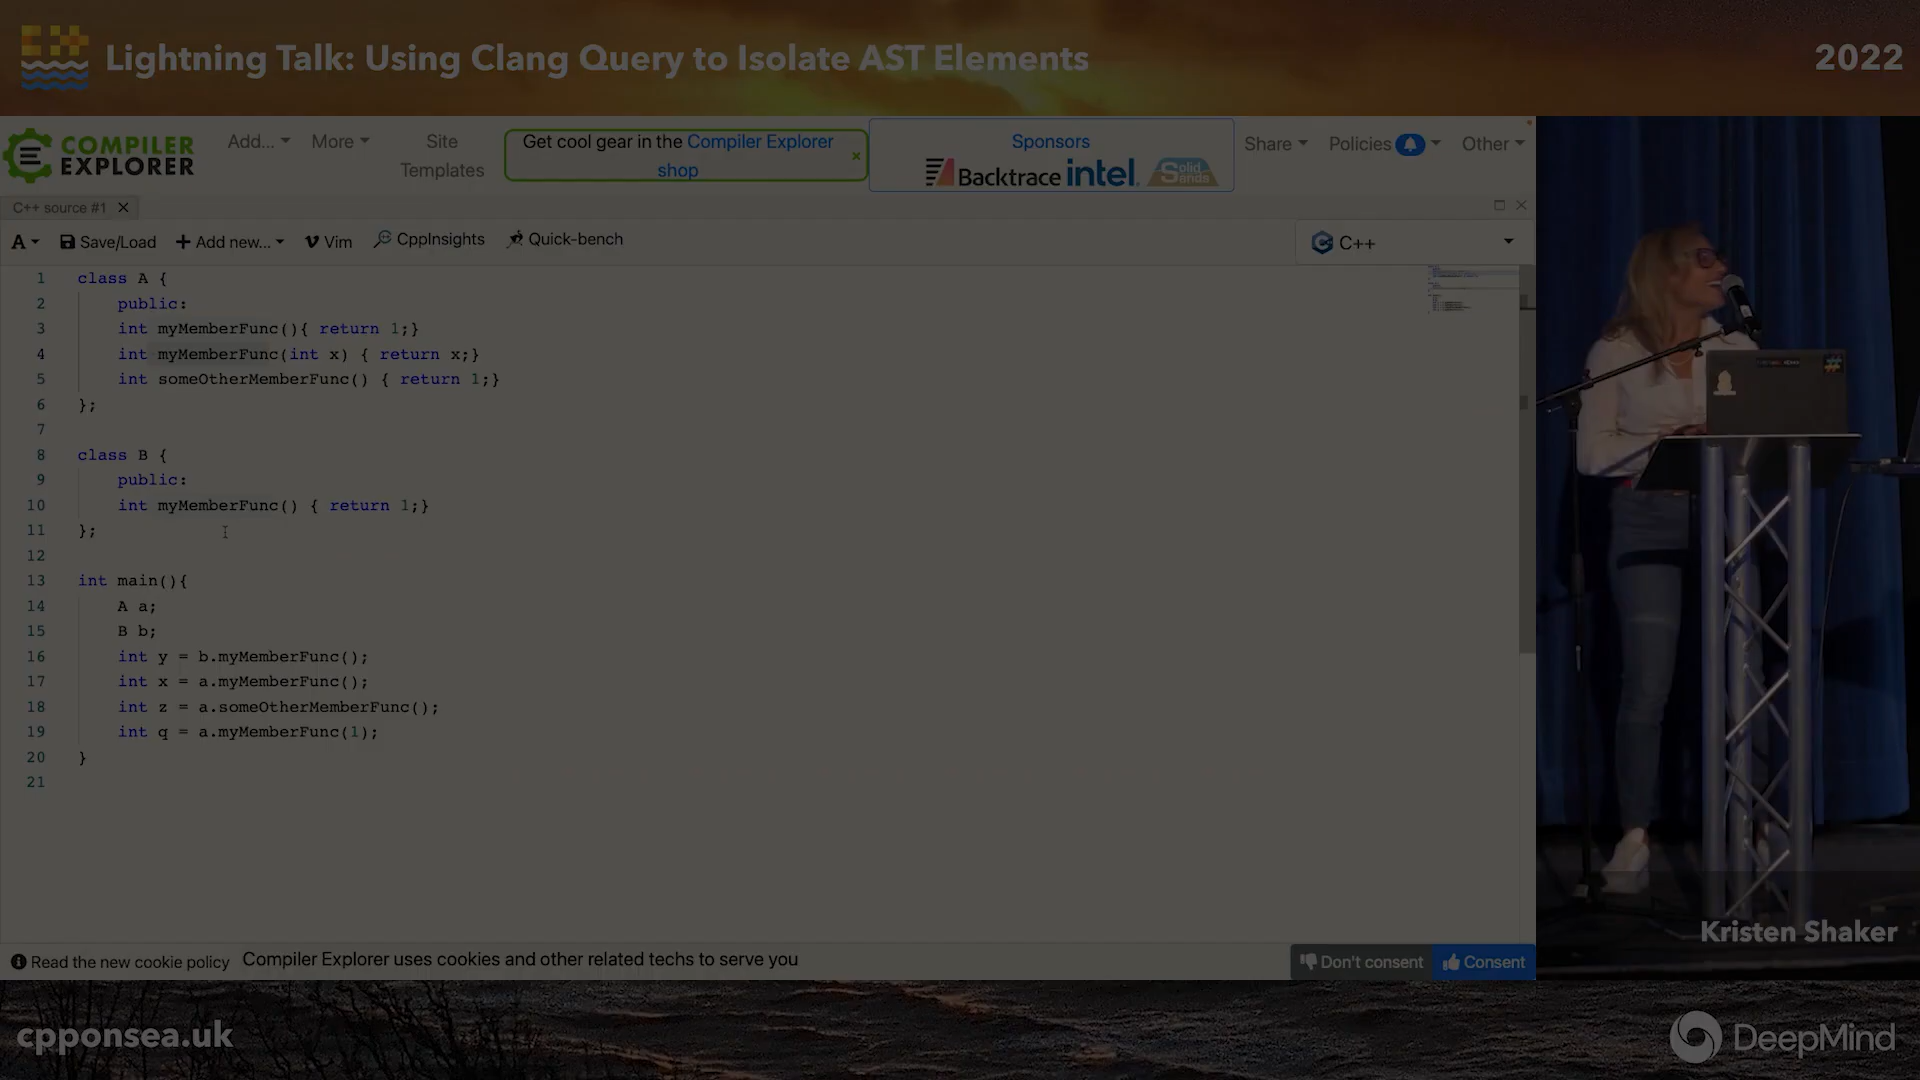 Lightning Talk: Using Clang Query to Isolate AST Elements
2022
COMPILER
EXPLORER
Add...
More
Site
Templates
Get cool gear in the Compiler Explorer
shop
×
Sponsors
Backtrace intel. Solid Sands
Share
Policies
Other
C++ source #1
A
Save/Load
Add new...
Vim
CppInsights
Quick-bench
C++
1 class A {
2 public:
3 int myMemberFunc(){ return 1;}
4 int myMemberFunc(int x) { return x;}
5 int someOtherMemberFunc() { return 1;}
6 };
7
8 class B {
9 public:
10 int myMemberFunc() { return 1;}
11 };
12
13 int main(){
14 A a;
15 B b;
16 int y = b.myMemberFunc();
17 int x = a.myMemberFunc();
18 int z = a.someOtherMemberFunc();
19 int q = a.myMemberFunc(1);
20 }
21
Read the new cookie policy
Compiler Explorer uses cookies and other related techs to serve you
Don't consent
Consent
Kristen Shaker
cpponsea.uk
DeepMind